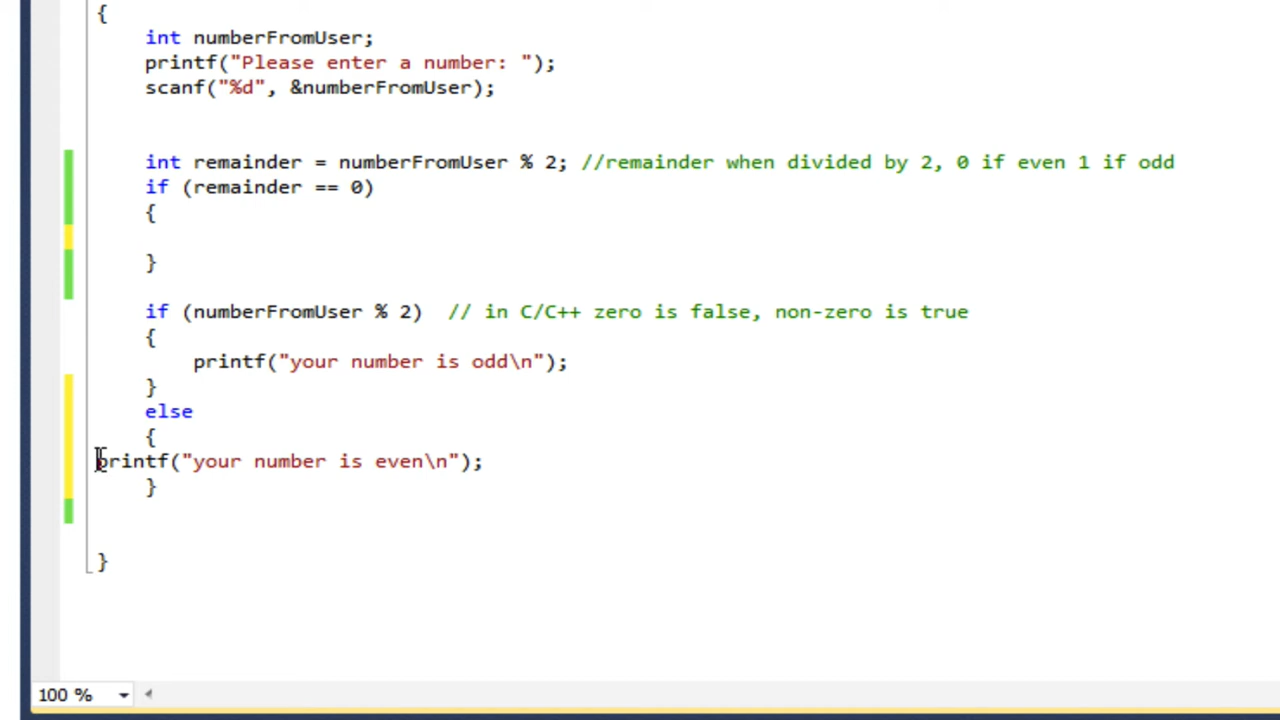 {
int numberFromUser;
printf("Please enter a number: ");
scanf("%d", &numberFromUser);
int remainder = numberFromUser % 2; //remainder when divided by 2, 0 if even 1 if odd
if (remainder == 0)
{
}
if (numberFromUser % 2)  // in C/C++ zero is false, non-zero is true
{
printf("your number is odd\n");
}
else
{
printf("your number is even\n");
}
}
100 %